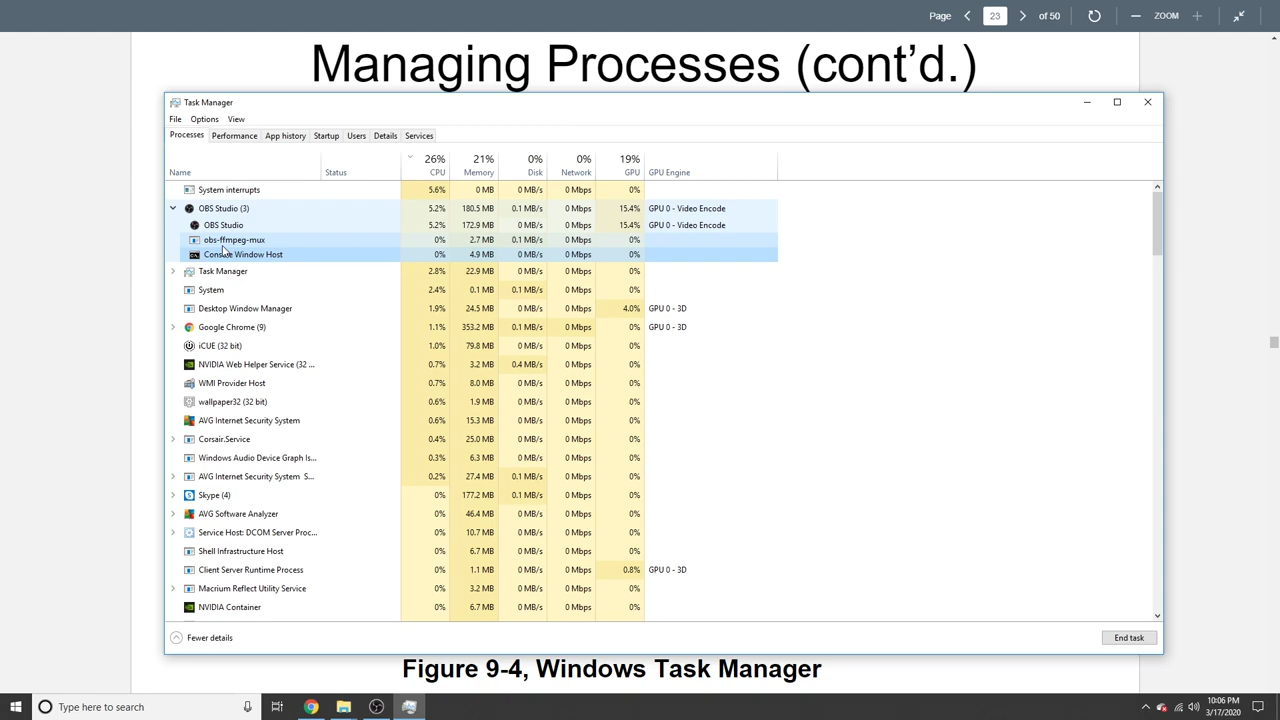 Page 23 of 50 ZOOM
Managing Processes (cont’d.)
Task Manager
File Options View
Processes Performance App history Startup Users Details Services
26% 21% 0% 0% 19%
Name Status CPU Memory Disk Network GPU GPU Engine
System interrupts 5.6% 0 MB 0 MB/s 0 Mbps 0%
OBS Studio (3) 5.2% 180.5 MB 0.1 MB/s 0 Mbps 15.4% GPU 0 - Video Encode
OBS Studio 5.2% 172.9 MB 0 MB/s 0 Mbps 15.4% GPU 0 - Video Encode
obs-ffmpeg-mux 0% 2.7 MB 0.1 MB/s 0 Mbps 0%
Console Window Host 0% 4.9 MB 0 MB/s 0 Mbps 0%
Task Manager 2.8% 22.9 MB 0 MB/s 0 Mbps 0%
System 2.4% 0.1 MB 0.1 MB/s 0 Mbps 0%
Desktop Window Manager 1.9% 24.5 MB 0 MB/s 0 Mbps 4.0% GPU 0 - 3D
Google Chrome (9) 1.1% 353.2 MB 0.1 MB/s 0 Mbps 0% GPU 0 - 3D
iCUE (32 bit) 1.0% 79.8 MB 0 MB/s 0 Mbps 0%
NVIDIA Web Helper Service (32 ... 0.7% 3.2 MB 0.4 MB/s 0 Mbps 0%
WMI Provider Host 0.7% 8.0 MB 0 MB/s 0 Mbps 0%
wallpaper32 (32 bit) 0.6% 1.9 MB 0 MB/s 0 Mbps 0%
AVG Internet Security System 0.6% 15.3 MB 0 MB/s 0 Mbps 0%
Corsair.Service 0.4% 25.0 MB 0 MB/s 0 Mbps 0%
Windows Audio Device Graph Is... 0.3% 6.3 MB 0 MB/s 0 Mbps 0%
AVG Internet Security System S... 0.2% 27.4 MB 0.1 MB/s 0 Mbps 0%
Skype (4) 0% 177.2 MB 0.1 MB/s 0 Mbps 0%
AVG Software Analyzer 0% 46.4 MB 0 MB/s 0 Mbps 0%
Service Host: DCOM Server Proc... 0% 10.7 MB 0 MB/s 0 Mbps 0%
Shell Infrastructure Host 0% 6.7 MB 0 MB/s 0 Mbps 0%
Client Server Runtime Process 0% 1.1 MB 0 MB/s 0 Mbps 0.8% GPU 0 - 3D
Macrium Reflect Utility Service 0% 3.2 MB 0 MB/s 0 Mbps 0%
NVIDIA Container 0% 6.7 MB 0 MB/s 0 Mbps 0%
Fewer details End task
Figure 9-4, Windows Task Manager
Type here to search
10:06 PM
3/17/2020